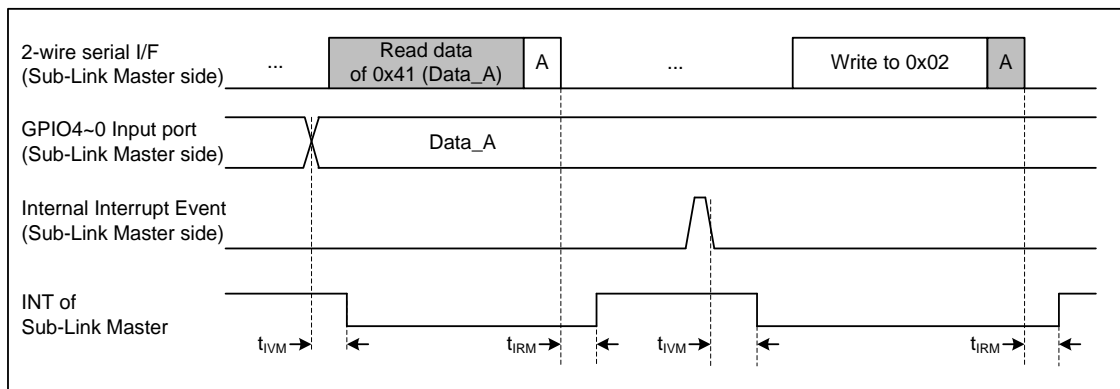 2-wire serial I/F
(Sub-Link Master side)
...
Read data
of 0x41 (Data_A)
A
...
Write to 0x02
A
GPIO4~0 Input port
(Sub-Link Master side)
Data_A
Internal Interrupt Event
(Sub-Link Master side)
INT of
Sub-Link Master
tIVM
tIRM
tIVM
tIRM